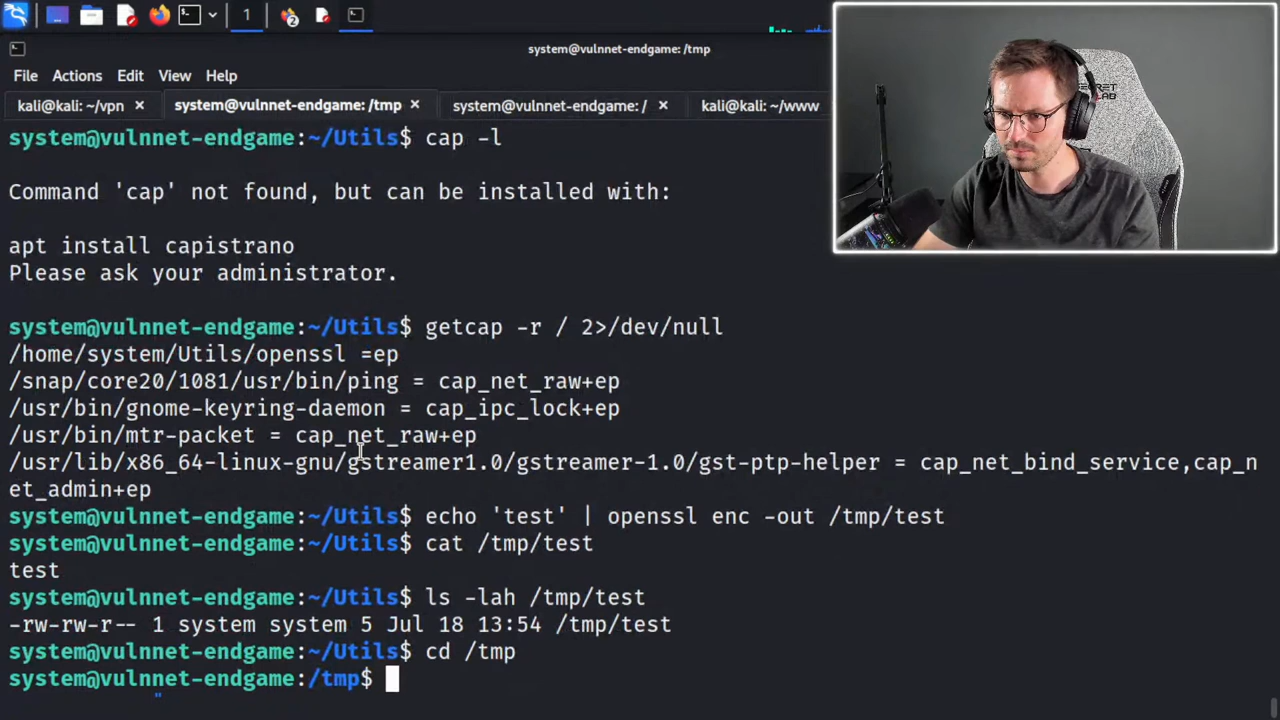 1
2
system@vulnnet-endgame: /tmp
File Actions Edit View Help
kali@kali: ~/vpn × system@vulnnet-endgame: /tmp × system@vulnnet-endgame: / × kali@kali: ~/www
system@vulnnet-endgame:~/Utils$ cap -l
Command 'cap' not found, but can be installed with:
apt install capistrano
Please ask your administrator.
system@vulnnet-endgame:~/Utils$ getcap -r / 2>/dev/null
/home/system/Utils/openssl =ep
/snap/core20/1081/usr/bin/ping = cap_net_raw+ep
/usr/bin/gnome-keyring-daemon = cap_ipc_lock+ep
/usr/bin/mtr-packet = cap_net_raw+ep
/usr/lib/x86_64-linux-gnu/gstreamer1.0/gstreamer-1.0/gst-ptp-helper = cap_net_bind_service,cap_n
et_admin+ep
system@vulnnet-endgame:~/Utils$ echo 'test' | openssl enc -out /tmp/test
system@vulnnet-endgame:~/Utils$ cat /tmp/test
test
system@vulnnet-endgame:~/Utils$ ls -lah /tmp/test
-rw-rw-r-- 1 system system 5 Jul 18 13:54 /tmp/test
system@vulnnet-endgame:~/Utils$ cd /tmp
system@vulnnet-endgame:/tmp$